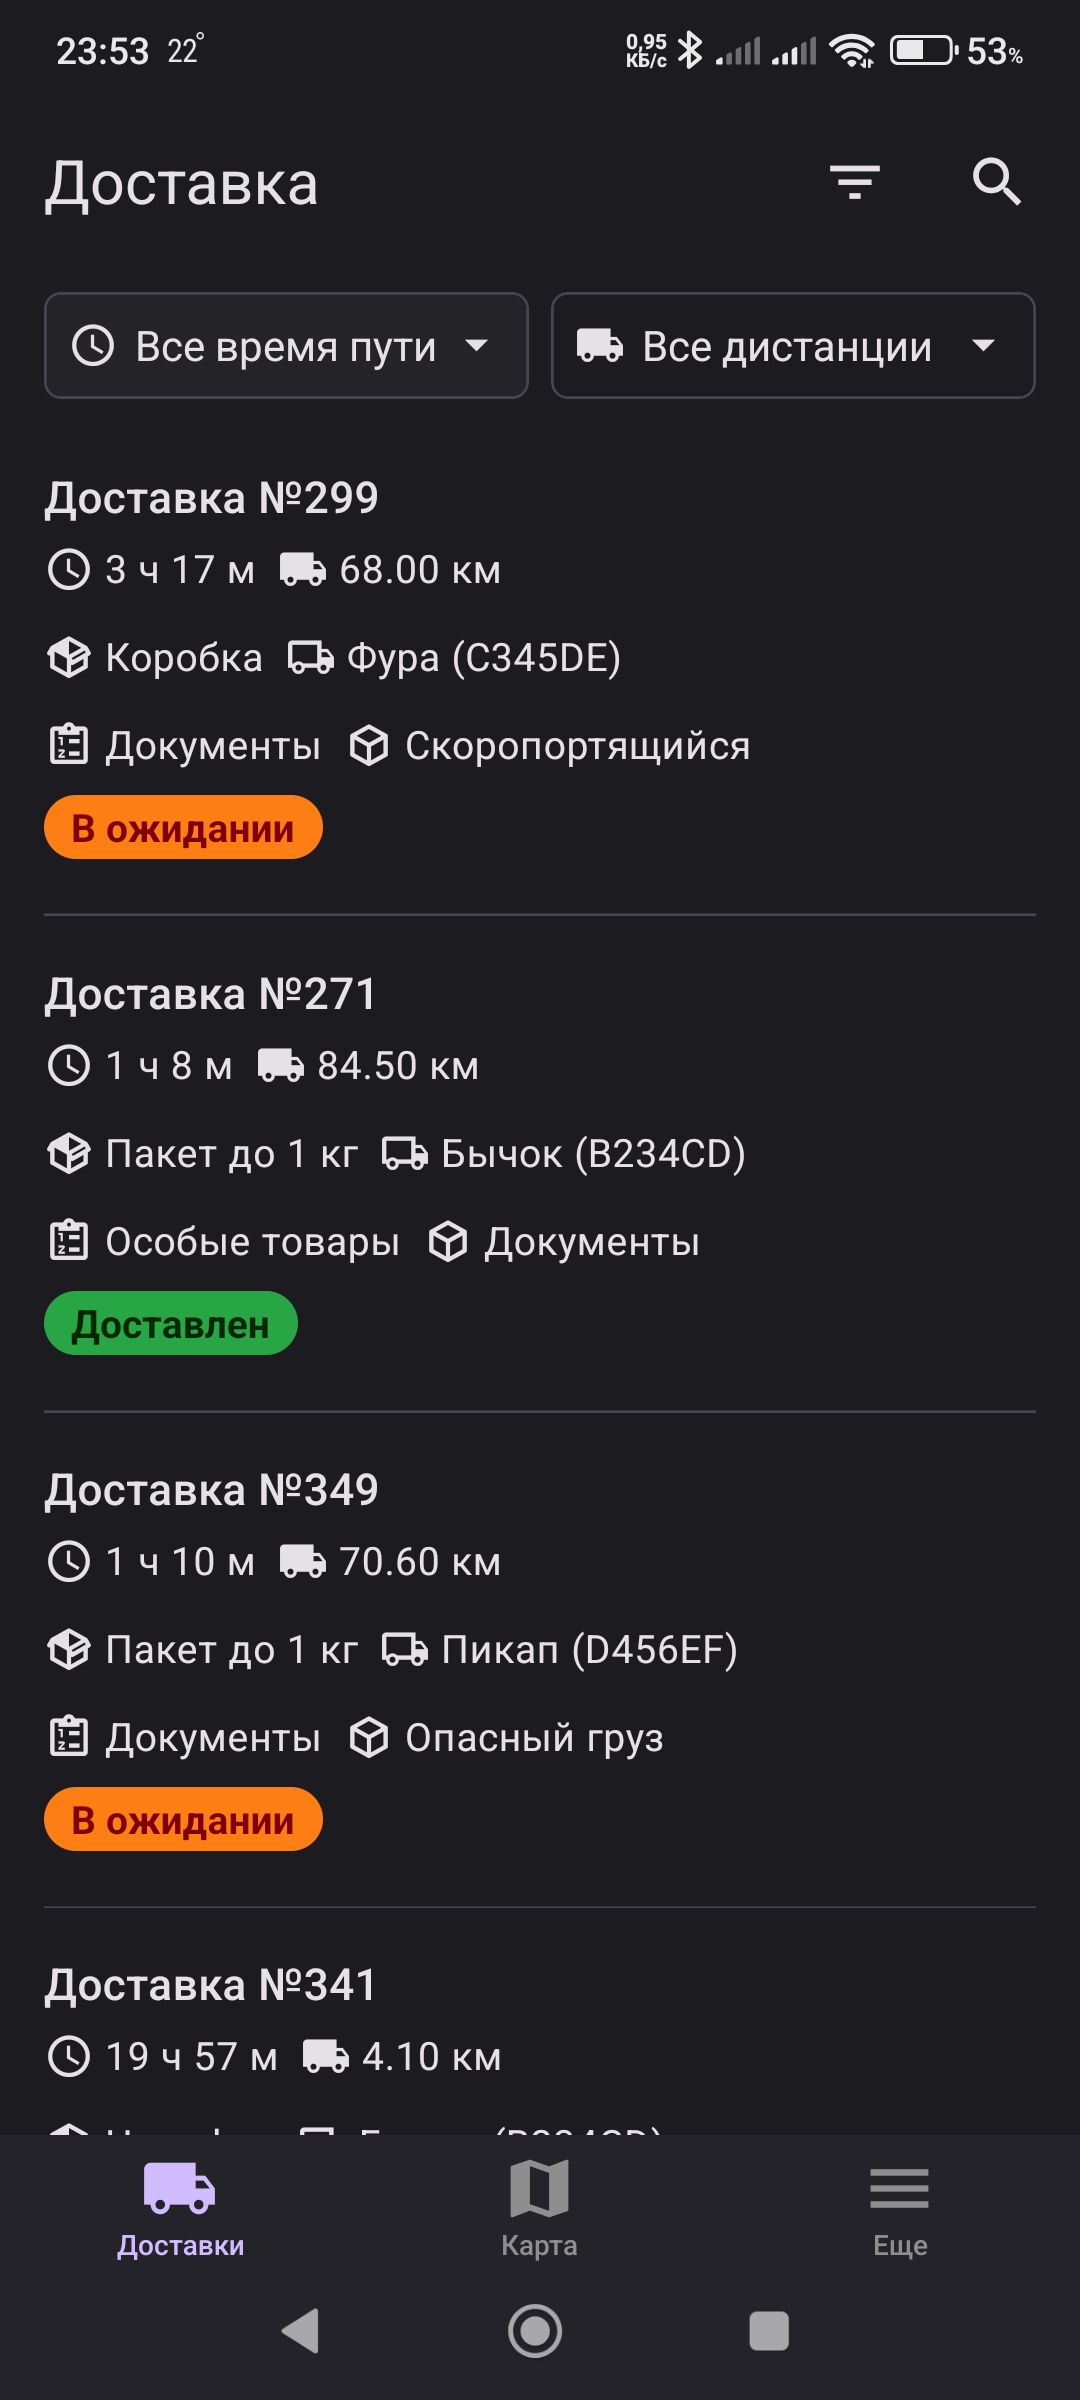 23:53 22° 0,95 КБ/с 53%
Доставка
Все время пути Все дистанции
Доставка №299
3 ч 17 м 68.00 км
Коробка Фура (C345DE)
Документы Скоропортящийся
В ожидании
Доставка №271
1 ч 8 м 84.50 км
Пакет до 1 кг Бычок (B234CD)
Особые товары Документы
Доставлен
Доставка №349
1 ч 10 м 70.60 км
Пакет до 1 кг Пикап (D456EF)
Документы Опасный груз
В ожидании
Доставка №341
19 ч 57 м 4.10 км
Доставки Карта Еще